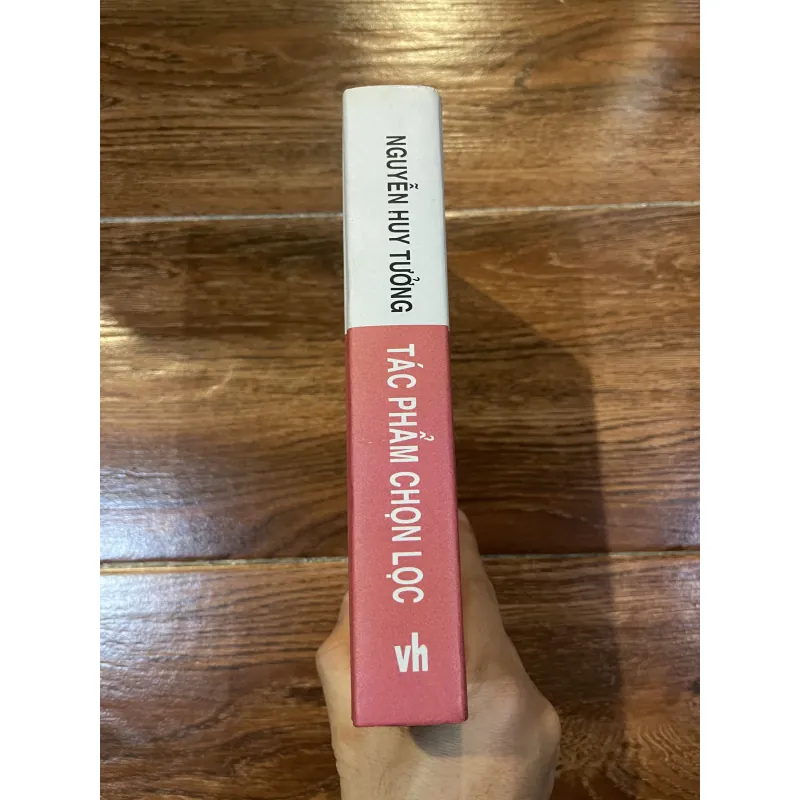 NGUYỄN HUY TƯỞNG
TÁC PHẨM CHỌN LỌC
vh